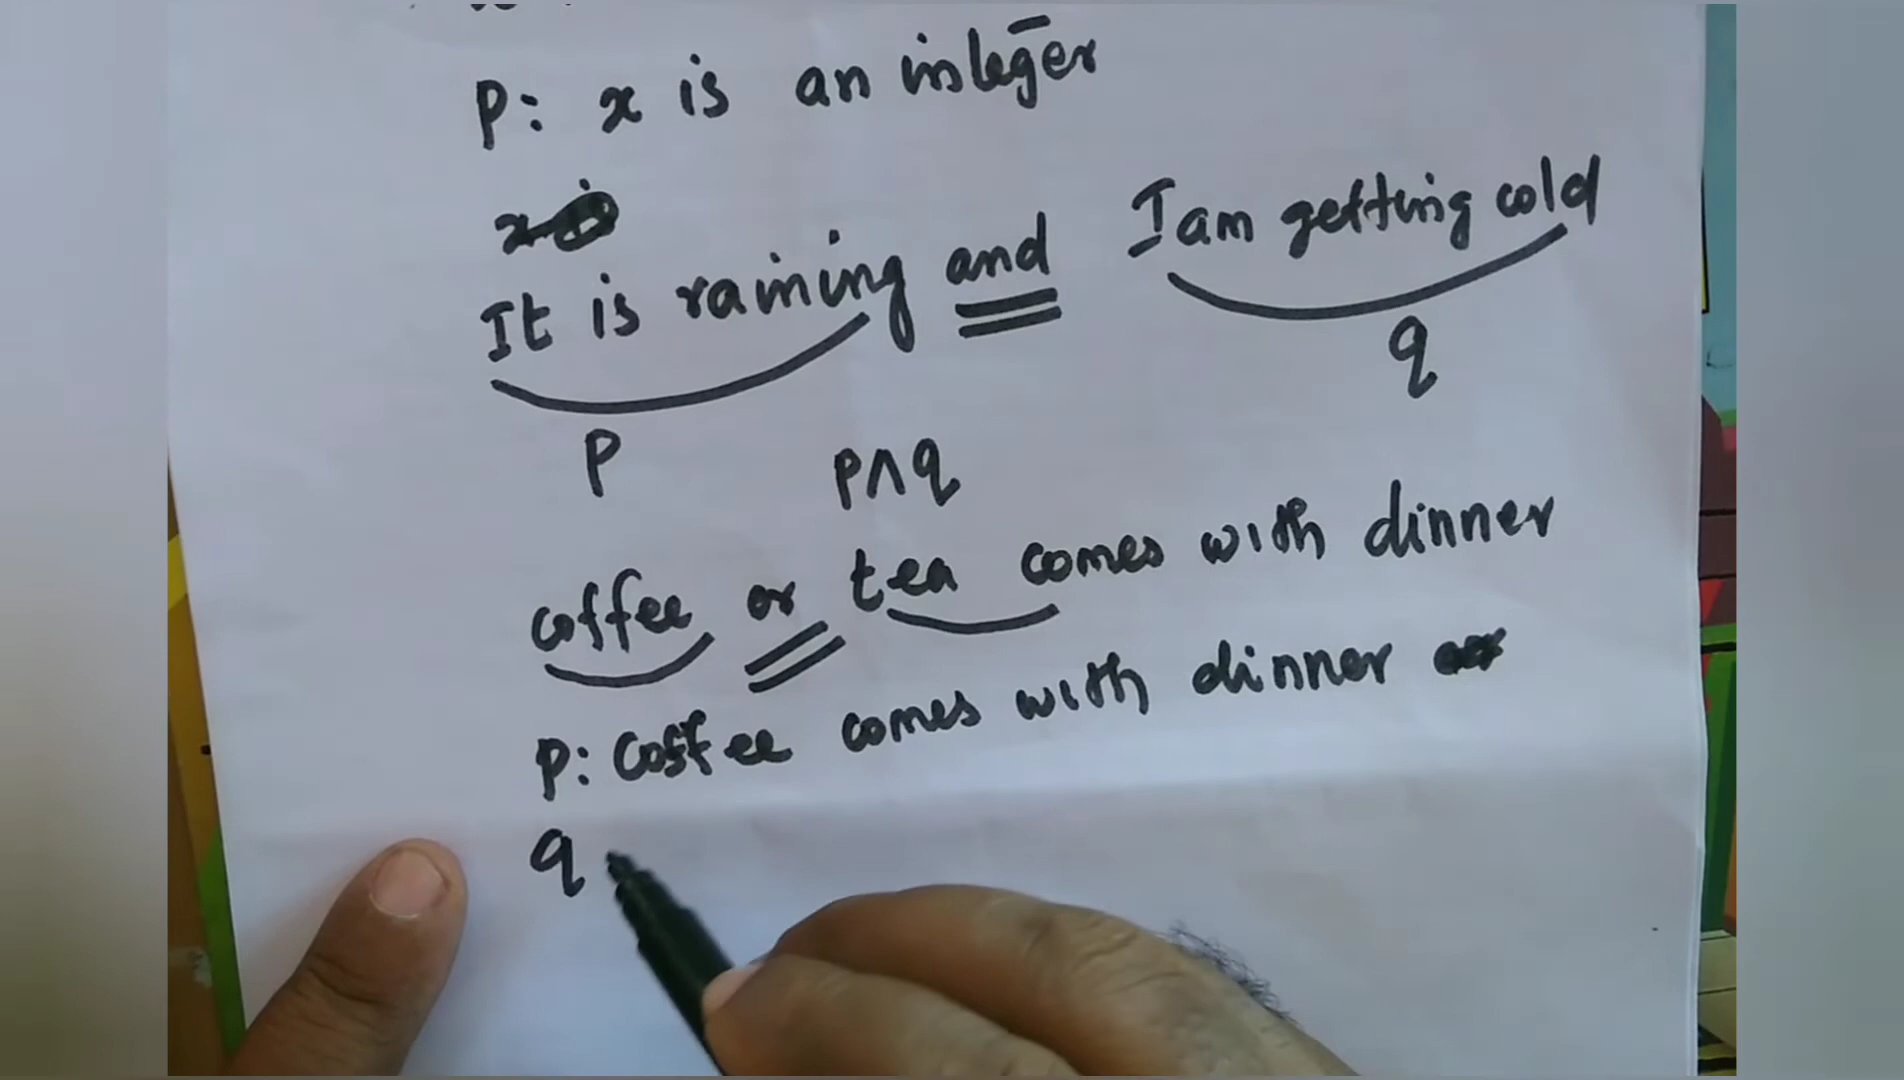 P: x is an integer
It is raining and I am getting cold
P q
P∧q
coffee or tea comes with dinner
P: Coffee comes with dinner
q